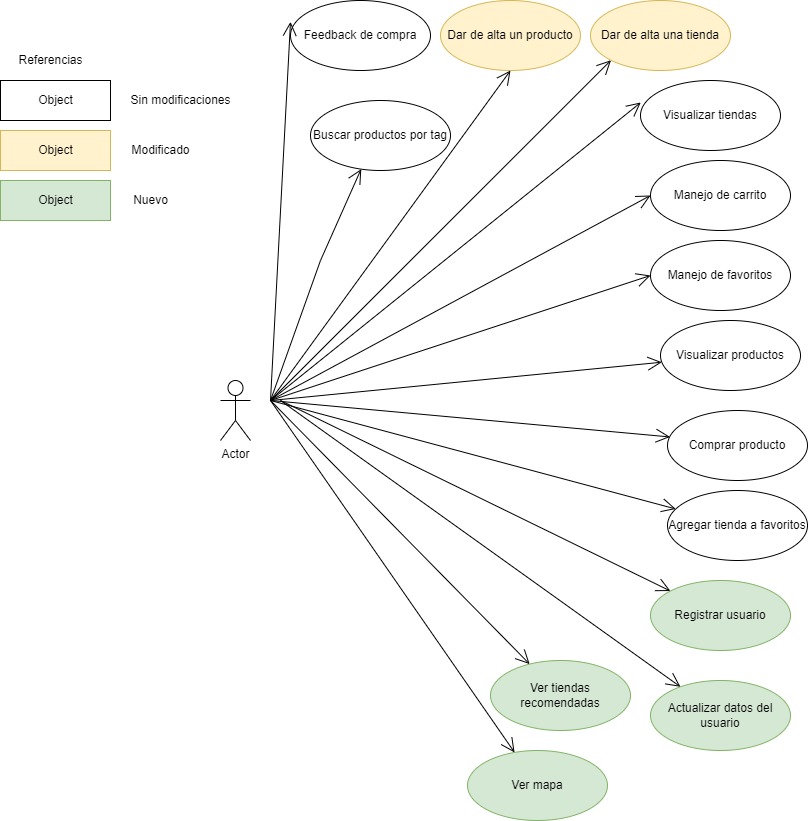 Feedback de compra
Dar de alta un producto
Dar de alta una tienda
Referencias
Object
Sin modificaciones
Object
Modificado
Object
Nuevo
Buscar productos por tag
Visualizar tiendas
Manejo de carrito
Manejo de favoritos
Visualizar productos
Actor
Comprar producto
Agregar tienda a favoritos
Registrar usuario
Ver tiendas
recomendadas
Actualizar datos del
usuario
Ver mapa